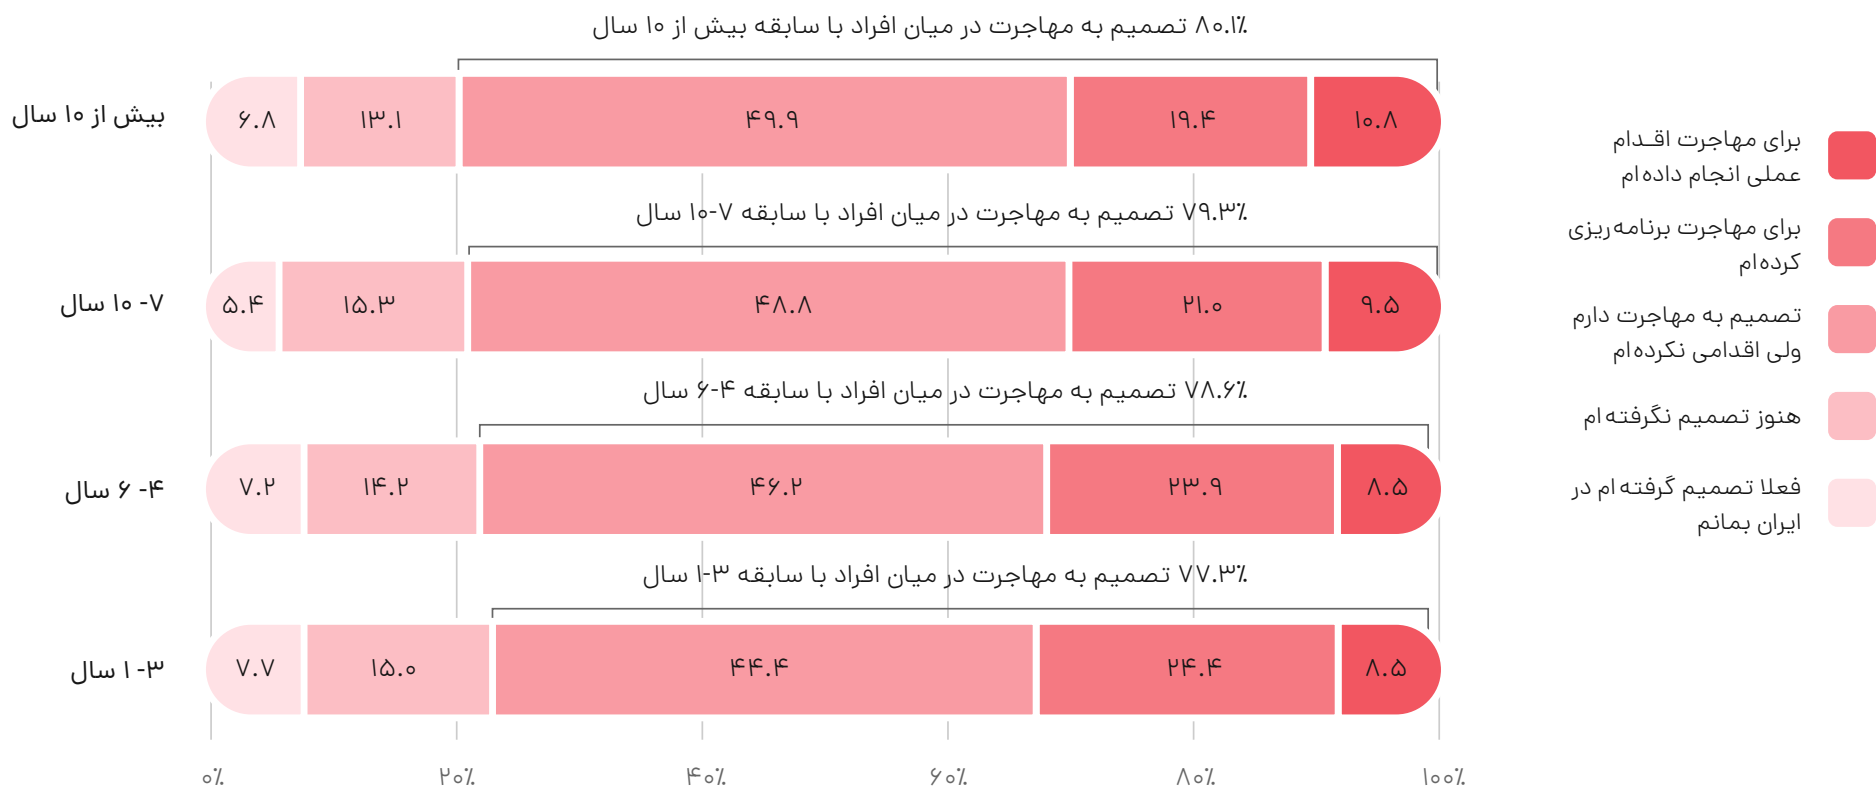 ۸۰.۱٪ تصمیم به مهاجرت در میان افراد با سابقه بیش از ۱۰ سال
بیش از ۱۰ سال
۶.۸
۱۳.۱
۴۹.۹
۱۹.۴
۱۰.۸
۷۹.۳٪ تصمیم به مهاجرت در میان افراد با سابقه ۷-۱۰ سال
۷- ۱۰ سال
۵.۴
۱۵.۳
۴۸.۸
۲۱.۰
۹.۵
۷۸.۶٪ تصمیم به مهاجرت در میان افراد با سابقه ۴-۶ سال
۴- ۶ سال
۷.۲
۱۴.۲
۴۶.۲
۲۳.۹
۸.۵
۷۷.۳٪ تصمیم به مهاجرت در میان افراد با سابقه ۳-۱ سال
۳- ۱ سال
۷.۷
۱۵.۰
۴۴.۴
۲۴.۴
۸.۵
۰٪
۲۰٪
۴۰٪
۶۰٪
۸۰٪
۱۰۰٪
برای مهاجرت اقـدام
عملی انجام داده‌ام
برای مهاجرت برنامه‌ریزی
کرده‌ام
تصمیم به مهاجرت دارم
ولی اقدامی نکرده‌ام
هنوز تصمیم نگرفته‌ام
فعلا تصمیم گرفته‌ام در
ایران بمانم